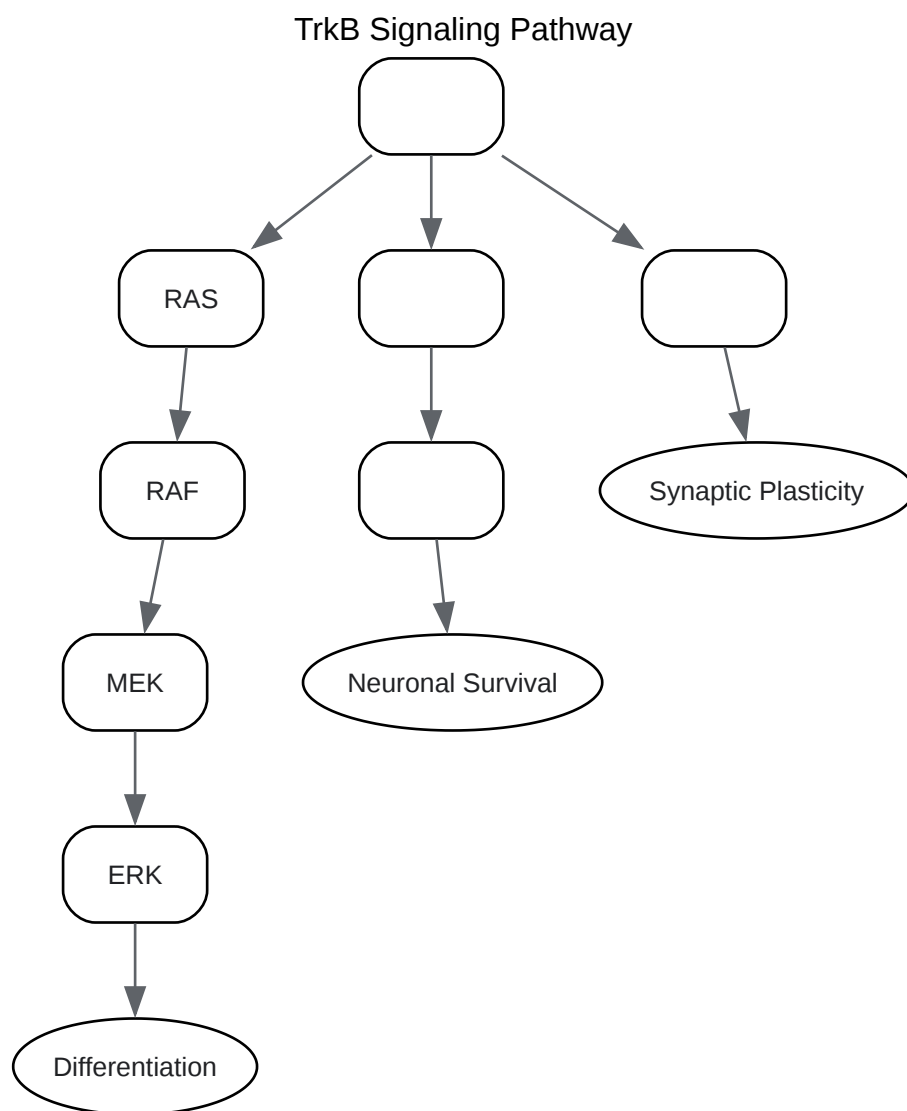 TrkB Signaling Pathway
RAS
RAF
Synaptic Plasticity
MEK
Neuronal Survival
ERK
Differentiation